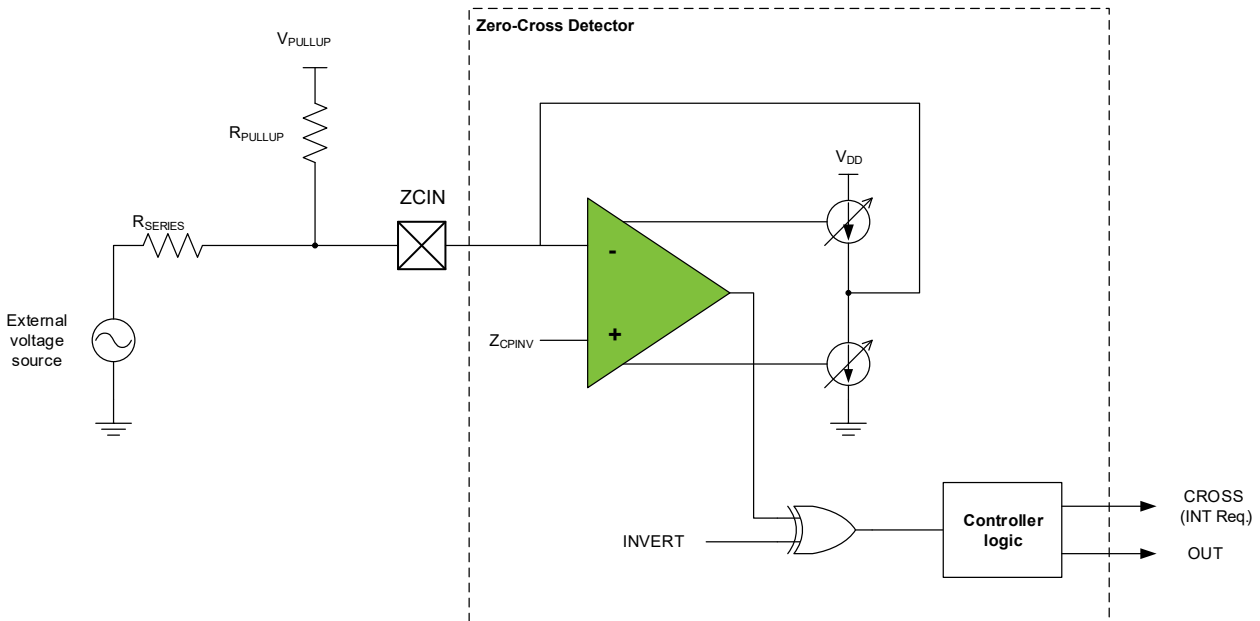 Zero-Cross Detector
VPULLUP
RPULLUP
ZCIN
VDD
RSERIES
-
External
voltage
source
ZCPINV
+
CROSS
(INT Req.)
Controller
logic
INVERT
OUT